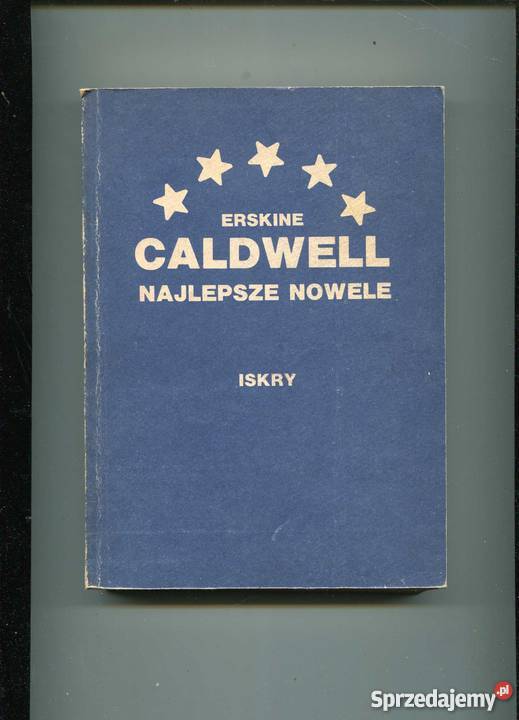 ERSKINE
CALDWELL
NAJLEPSZE NOWELE
ISKRY
Sprzedajemy.pl